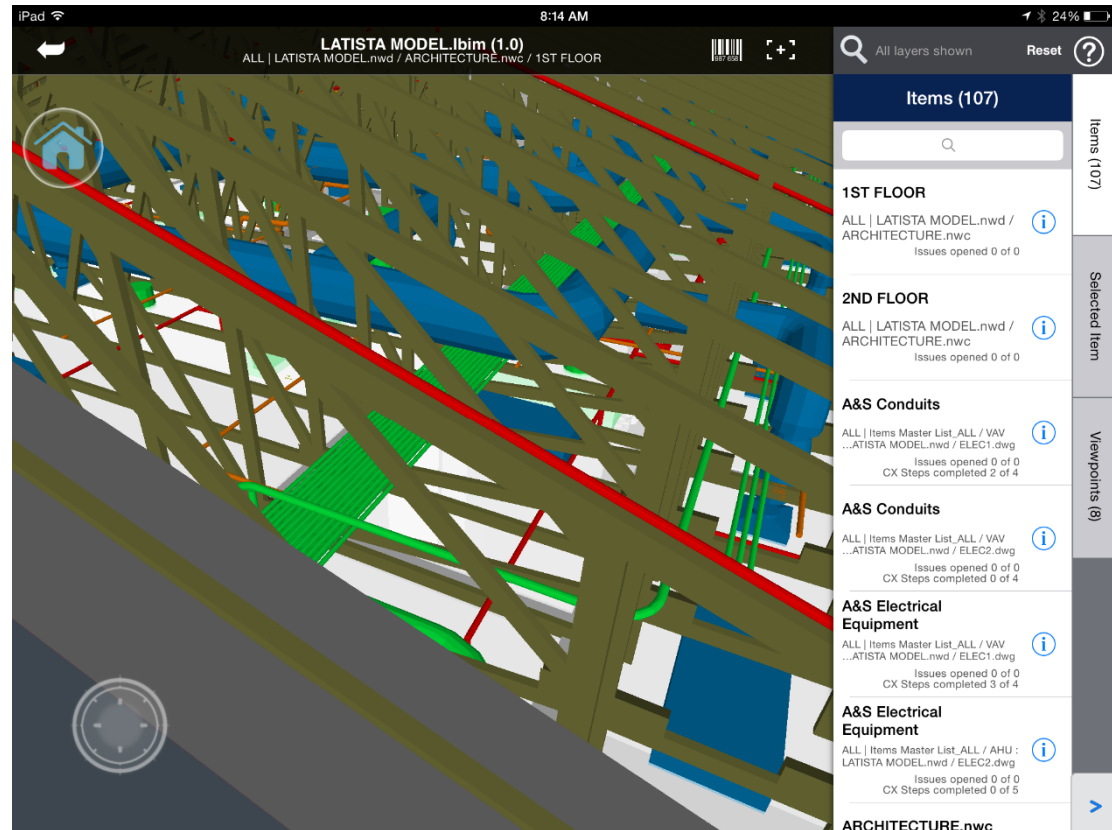 iPad
8:14 AM
24%
LATISTA MODEL.lbim (1.0)
ALL | LATISTA MODEL.nwd / ARCHITECTURE.nwc / 1ST FLOOR
987 658
All layers shown
Reset
?
Items (107)
1ST FLOOR
ALL | LATISTA MODEL.nwd /
ARCHITECTURE.nwc
Issues opened 0 of 0
2ND FLOOR
ALL | LATISTA MODEL.nwd /
ARCHITECTURE.nwc
Issues opened 0 of 0
A&S Conduits
ALL | Items Master List_ALL / VAV
...ATISTA MODEL.nwd / ELEC1.dwg
Issues opened 0 of 0
CX Steps completed 2 of 4
A&S Conduits
ALL | Items Master List_ALL / VAV
...ATISTA MODEL.nwd / ELEC2.dwg
Issues opened 0 of 0
CX Steps completed 0 of 4
A&S Electrical
Equipment
ALL | Items Master List_ALL / VAV
...ATISTA MODEL.nwd / ELEC1.dwg
Issues opened 0 of 0
CX Steps completed 3 of 4
A&S Electrical
Equipment
ALL | Items Master List_ALL / AHU :
LATISTA MODEL.nwd / ELEC2.dwg
Issues opened 0 of 0
CX Steps completed 0 of 5
ARCHITECTURE.nwc
Items (107)
Selected Item
Viewpoints (8)
>